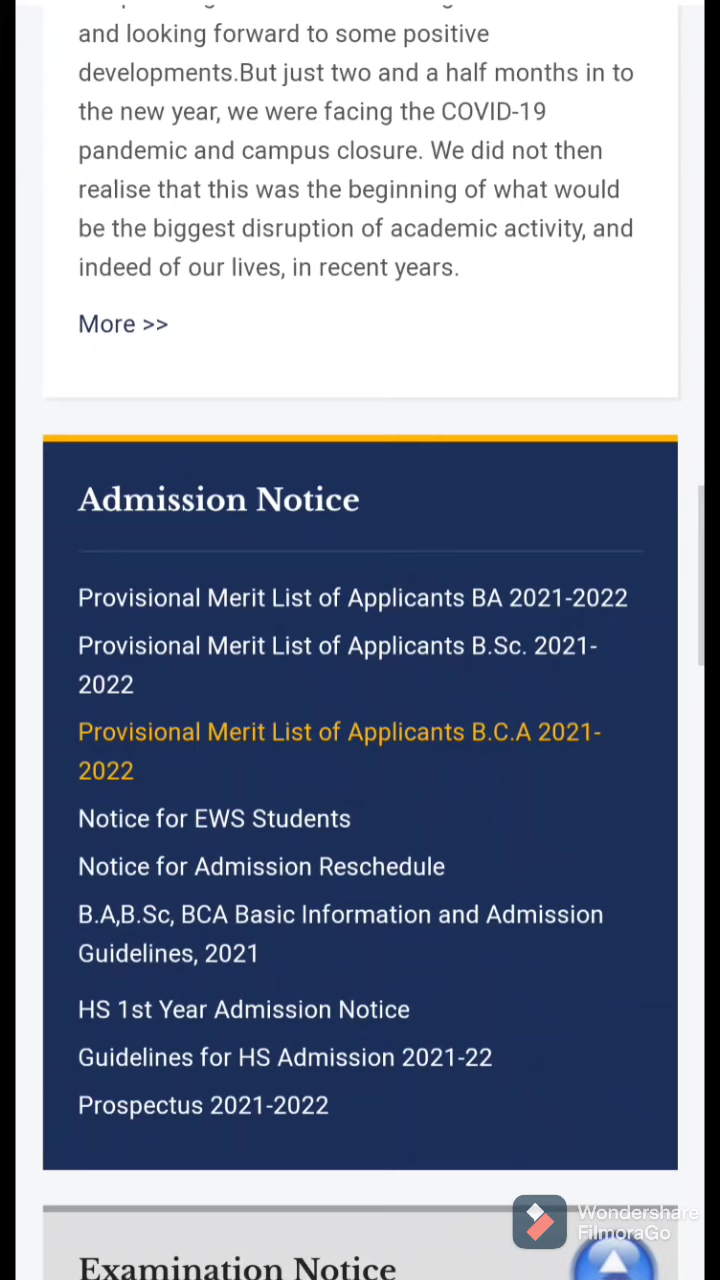 and looking forward to some positive
developments.But just two and a half months in to
the new year, we were facing the COVID-19
pandemic and campus closure. We did not then
realise that this was the beginning of what would
be the biggest disruption of academic activity, and
indeed of our lives, in recent years.
More >>
Admission Notice
Provisional Merit List of Applicants BA 2021-2022
Provisional Merit List of Applicants B.Sc. 2021-
2022
Provisional Merit List of Applicants B.C.A 2021-
2022
Notice for EWS Students
Notice for Admission Reschedule
B.A,B.Sc, BCA Basic Information and Admission
Guidelines, 2021
HS 1st Year Admission Notice
Guidelines for HS Admission 2021-22
Prospectus 2021-2022
Wondershare
FilmoraGo
Examination Notice